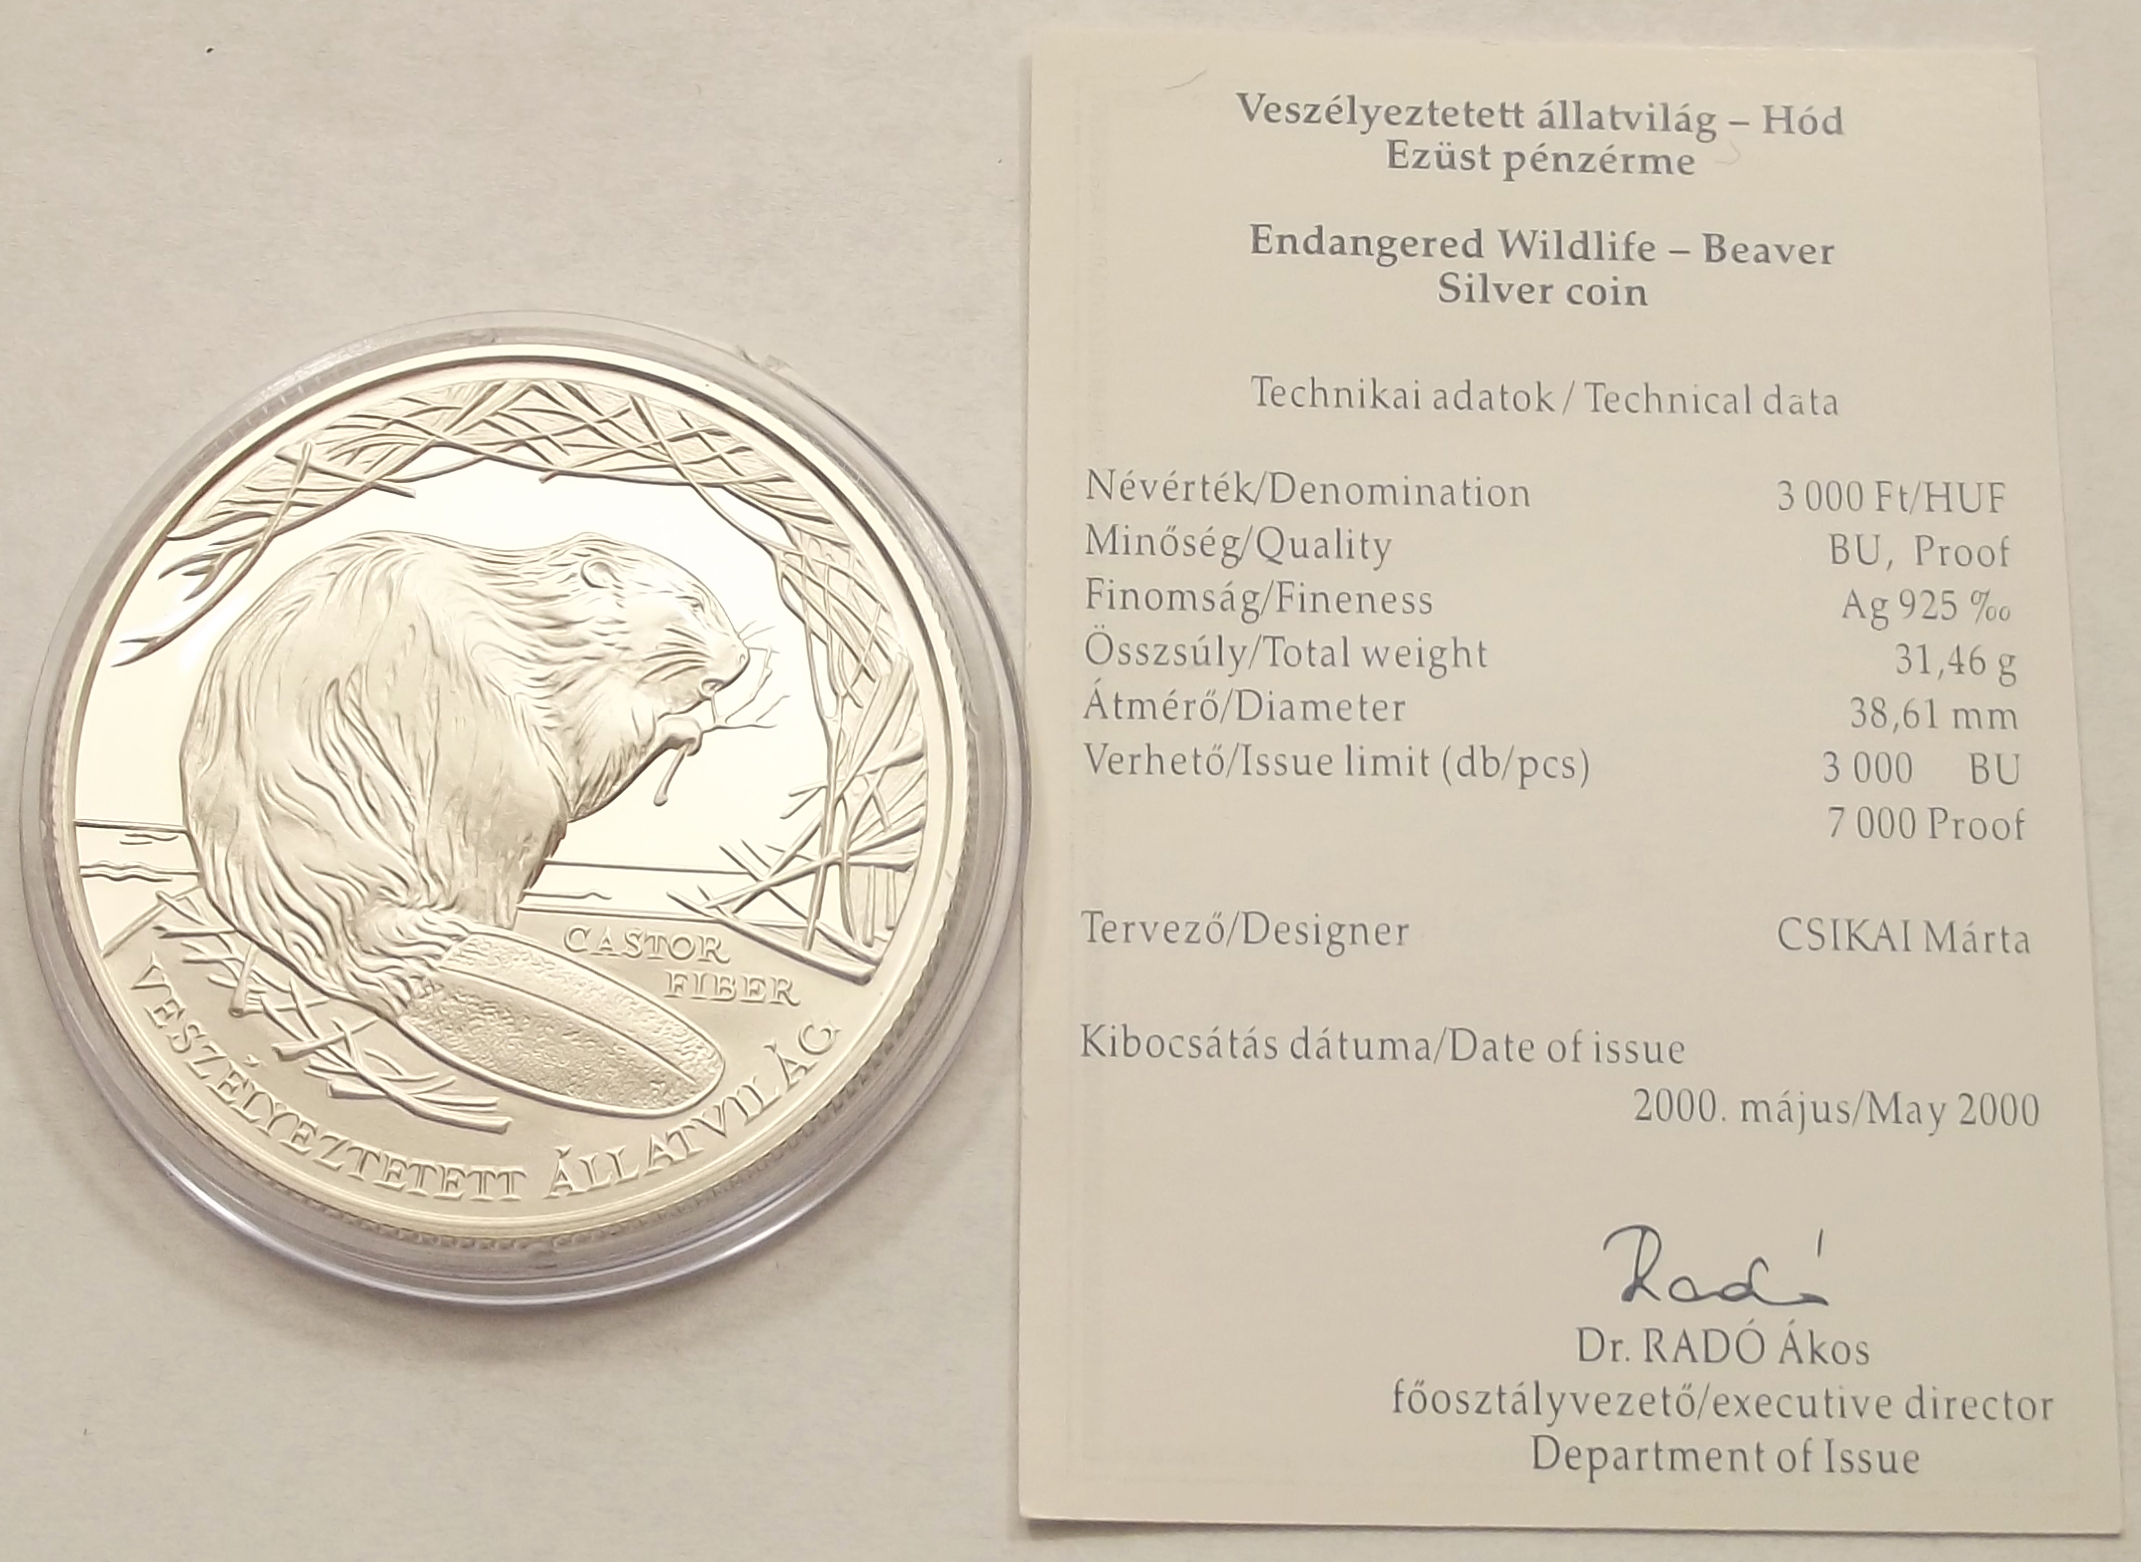 CASTOR
FIBER
VESZÉLYEZTETETT ÁLLATVILÁG
Veszélyeztetett állatvilág – Hód
Ezüst pénzérme
Endangered Wildlife – Beaver
Silver coin
Technikai adatok / Technical data
Névérték/Denomination 3 000 Ft/HUF
Minőség/Quality BU, Proof
Finomság/Fineness Ag 925 ‰
Összsúly/Total weight 31,46 g
Átmérő/Diameter 38,61 mm
Verhető/Issue limit (db/pcs) 3 000 BU
7 000 Proof
Tervező/Designer CSIKAI Márta
Kibocsátás dátuma/Date of issue
2000. május/May 2000
Radó
Dr. RADÓ Ákos
főosztályvezető/executive director
Department of Issue